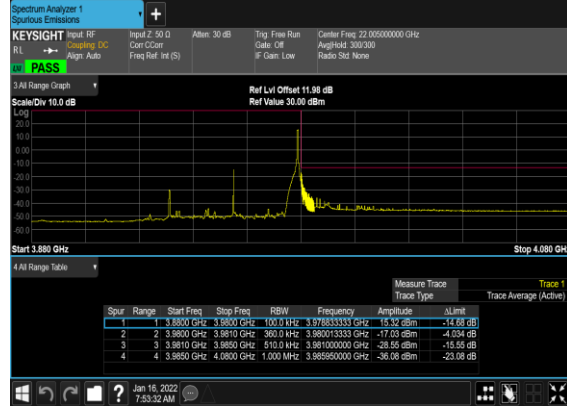 Spectrum Analyzer 1
Spurious Emissions
+
KEYSIGHT Input: RF Input Z: 50 Ω Atten: 30 dB Trig: Free Run Center Freq: 22.005000000 GHz
RL Coupling: DC Corr CCorr Gate: Off Avg|Hold: 300/300
Align: Auto Freq Ref: Int (S) IF Gain: Low Radio Std: None
LW PASS
3 All Range Graph
Ref Lvl Offset 11.98 dB
Scale/Div 10.0 dB Ref Value 30.00 dBm
Log
20.0
10.0
0.00
-10.0
-20.0
-30.0
-40.0
-50.0
-60.0
Start 3.880 GHz Stop 4.080 GHz
4 All Range Table
Measure Trace Trace 1
Trace Type Trace Average (Active)
Spur Range Start Freq Stop Freq RBW Frequency Amplitude ΔLimit
1 1 3.8800 GHz 3.9800 GHz 100.0 kHz 3.978833333 GHz 15.32 dBm -14.68 dB
2 2 3.9800 GHz 3.9810 GHz 360.0 kHz 3.980013333 GHz -17.03 dBm -4.034 dB
3 3 3.9810 GHz 3.9850 GHz 510.0 kHz 3.981000000 GHz -28.55 dBm -15.55 dB
4 4 3.9850 GHz 4.0800 GHz 1.000 MHz 3.985950000 GHz -36.08 dBm -23.08 dB
? Jan 16, 2022
7:53:32 AM